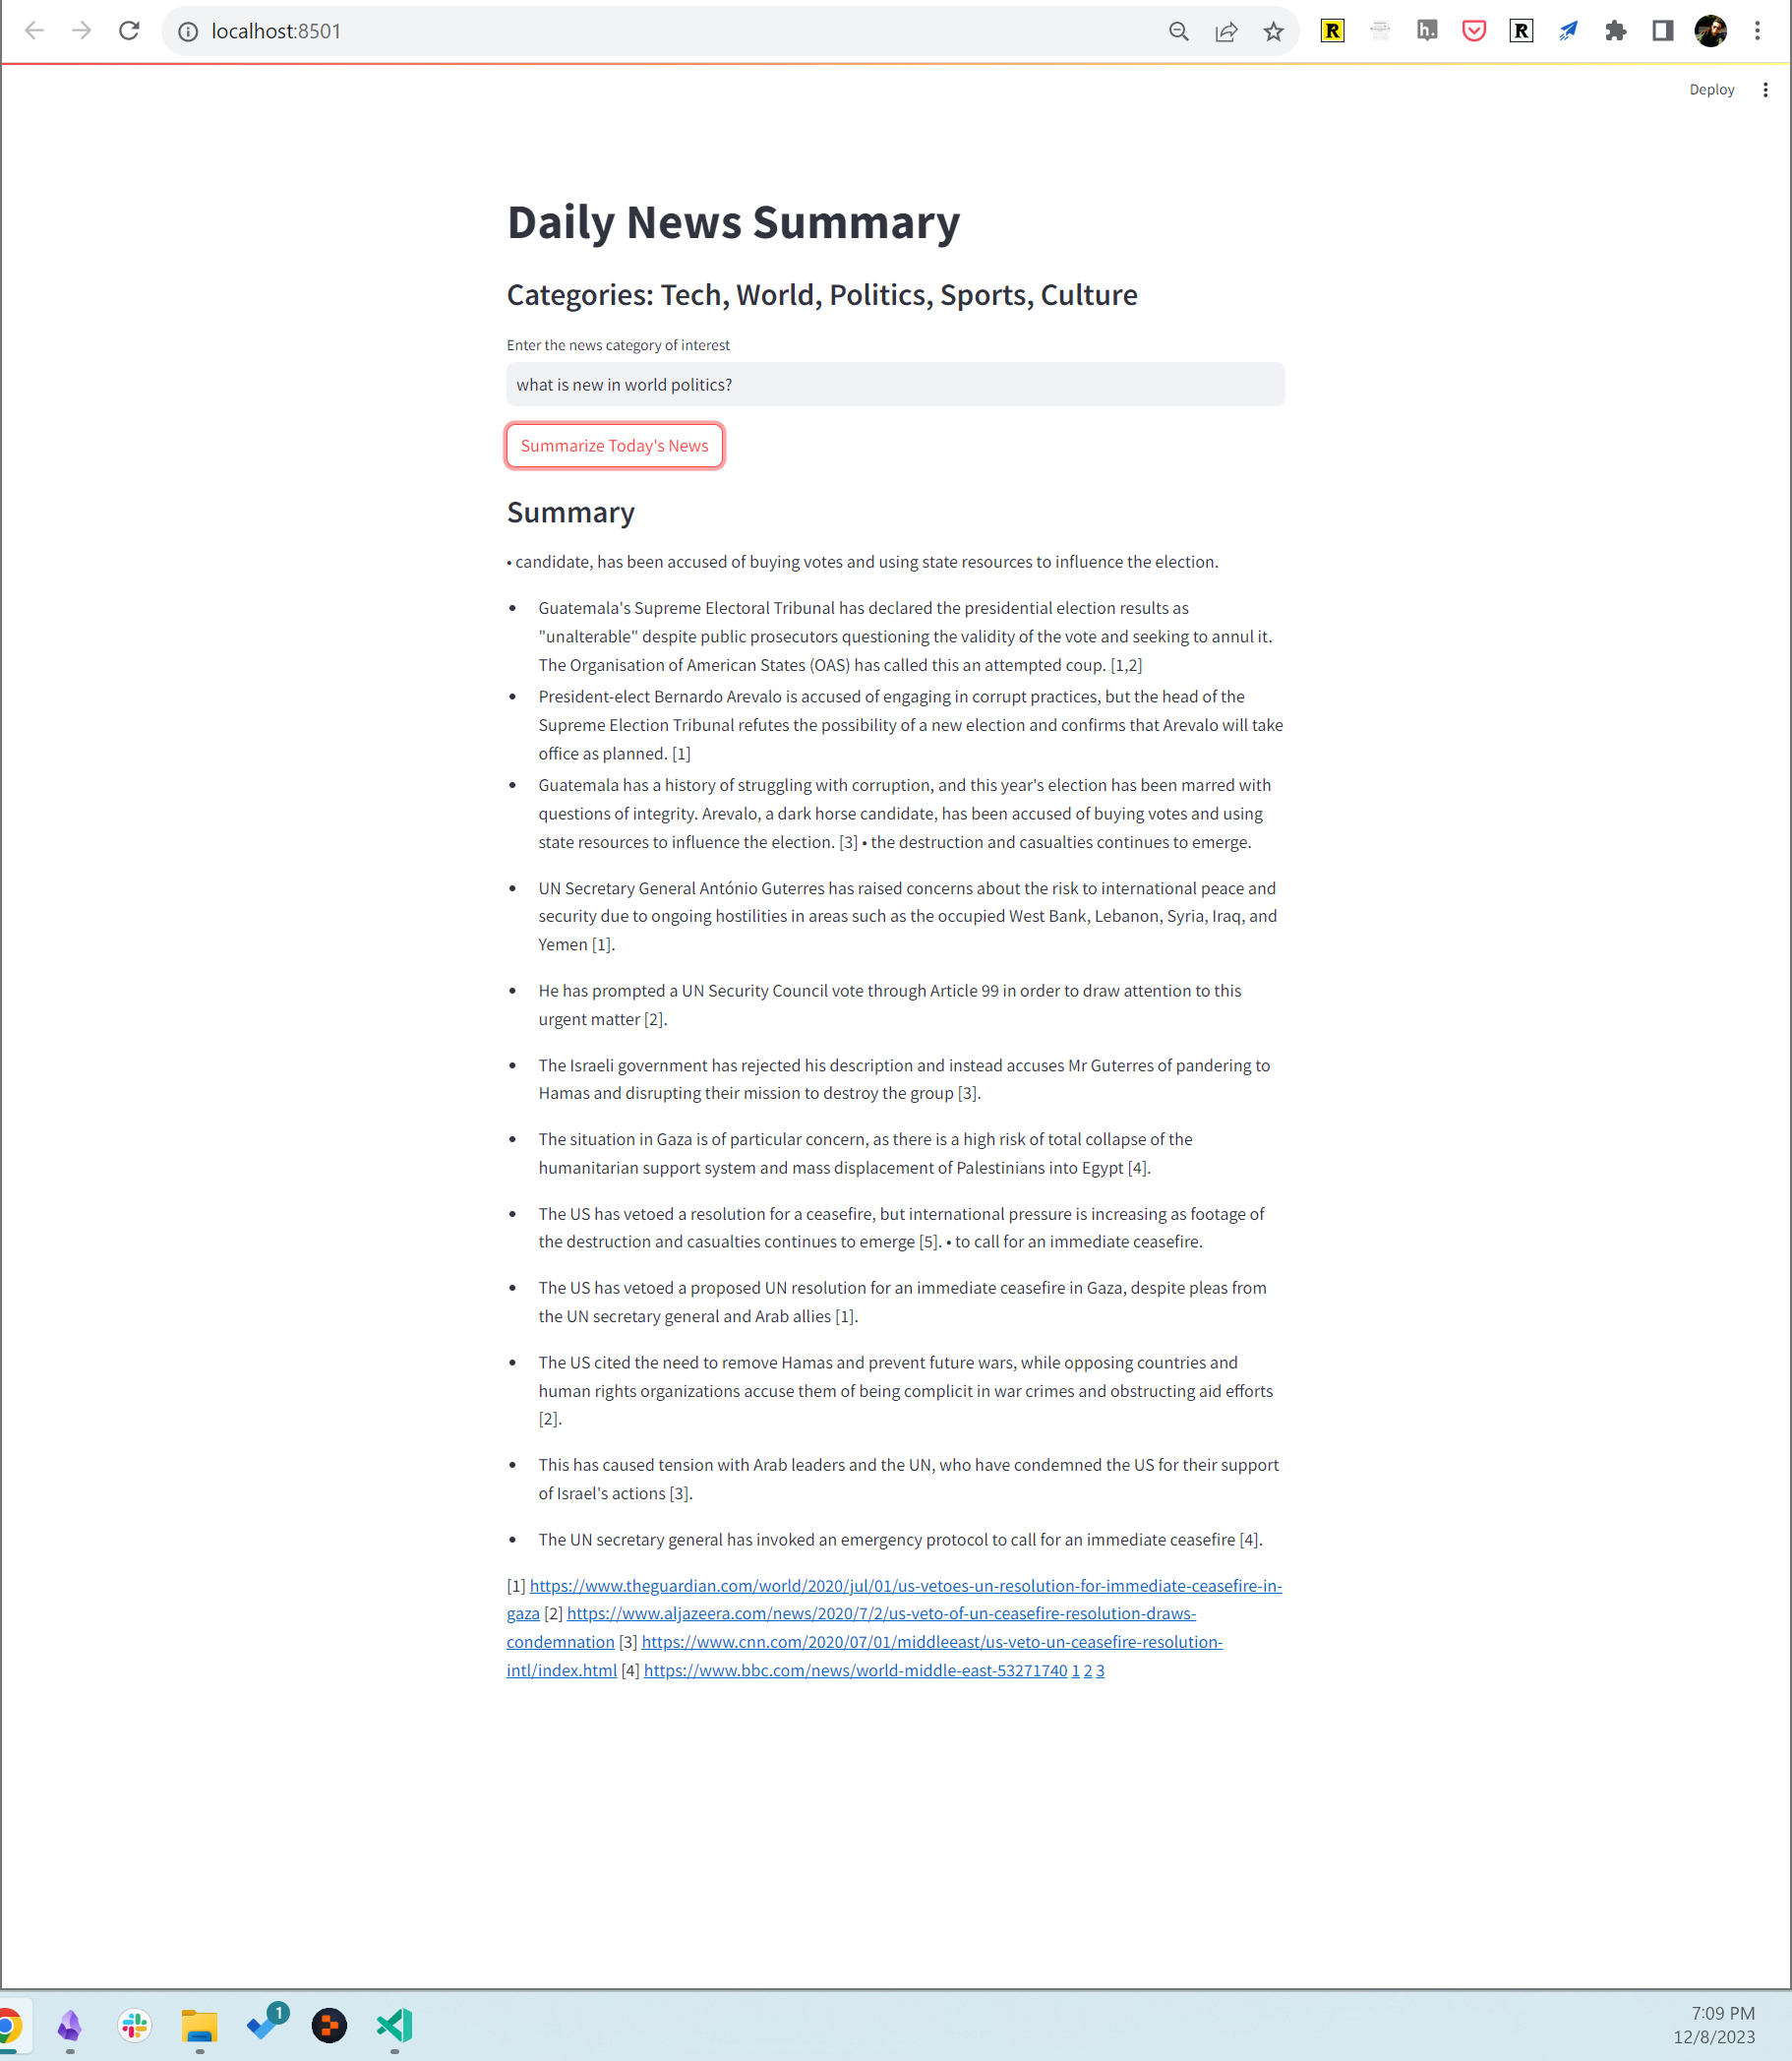 localhost:8501
R
h.
R
Deploy
Daily News Summary
Categories: Tech, World, Politics, Sports, Culture
Enter the news category of interest
what is new in world politics?
Summarize Today's News
Summary
• candidate, has been accused of buying votes and using state resources to influence the election.
• Guatemala's Supreme Electoral Tribunal has declared the presidential election results as
"unalterable" despite public prosecutors questioning the validity of the vote and seeking to annul it.
The Organisation of American States (OAS) has called this an attempted coup. [1,2]
• President-elect Bernardo Arevalo is accused of engaging in corrupt practices, but the head of the
Supreme Election Tribunal refutes the possibility of a new election and confirms that Arevalo will take
office as planned. [1]
• Guatemala has a history of struggling with corruption, and this year's election has been marred with
questions of integrity. Arevalo, a dark horse candidate, has been accused of buying votes and using
state resources to influence the election. [3] • the destruction and casualties continues to emerge.
• UN Secretary General António Guterres has raised concerns about the risk to international peace and
security due to ongoing hostilities in areas such as the occupied West Bank, Lebanon, Syria, Iraq, and
Yemen [1].
• He has prompted a UN Security Council vote through Article 99 in order to draw attention to this
urgent matter [2].
• The Israeli government has rejected his description and instead accuses Mr Guterres of pandering to
Hamas and disrupting their mission to destroy the group [3].
• The situation in Gaza is of particular concern, as there is a high risk of total collapse of the
humanitarian support system and mass displacement of Palestinians into Egypt [4].
• The US has vetoed a resolution for a ceasefire, but international pressure is increasing as footage of
the destruction and casualties continues to emerge [5]. • to call for an immediate ceasefire.
• The US has vetoed a proposed UN resolution for an immediate ceasefire in Gaza, despite pleas from
the UN secretary general and Arab allies [1].
• The US cited the need to remove Hamas and prevent future wars, while opposing countries and
human rights organizations accuse them of being complicit in war crimes and obstructing aid efforts
[2].
• This has caused tension with Arab leaders and the UN, who have condemned the US for their support
of Israel's actions [3].
• The UN secretary general has invoked an emergency protocol to call for an immediate ceasefire [4].
[1] https://www.theguardian.com/world/2020/jul/01/us-vetoes-un-resolution-for-immediate-ceasefire-in-
gaza [2] https://www.aljazeera.com/news/2020/7/2/us-veto-of-un-ceasefire-resolution-draws-
condemnation [3] https://www.cnn.com/2020/07/01/middleeast/us-veto-un-ceasefire-resolution-
intl/index.html [4] https://www.bbc.com/news/world-middle-east-53271740 1 2 3
1
7:09 PM
12/8/2023